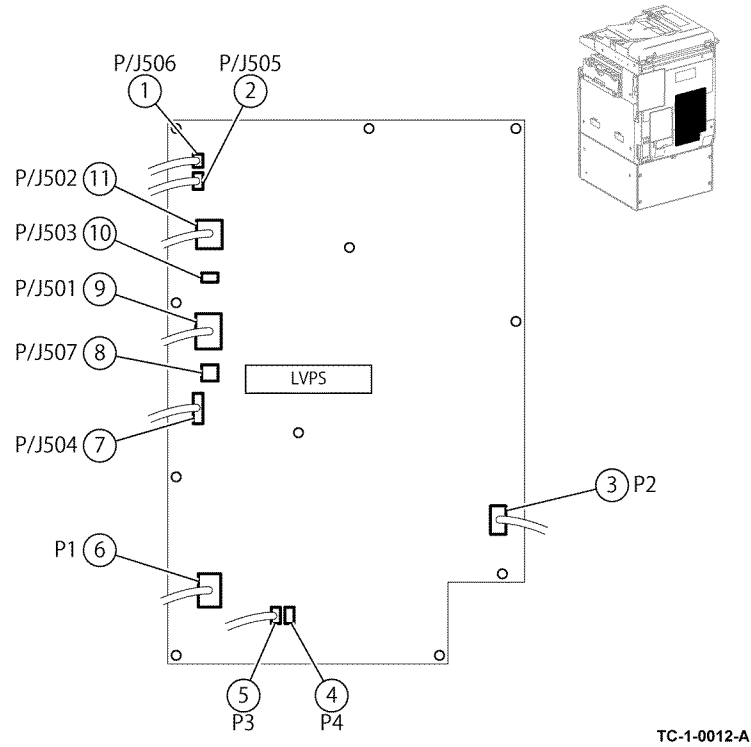 P/J506 P/J505
1 2
P/J502 11
P/J503 10
P/J501 9
P/J507 8
LVPS
P/J504 7
3 P2
P1 6
5 4
P3 P4
TC-1-0012-A